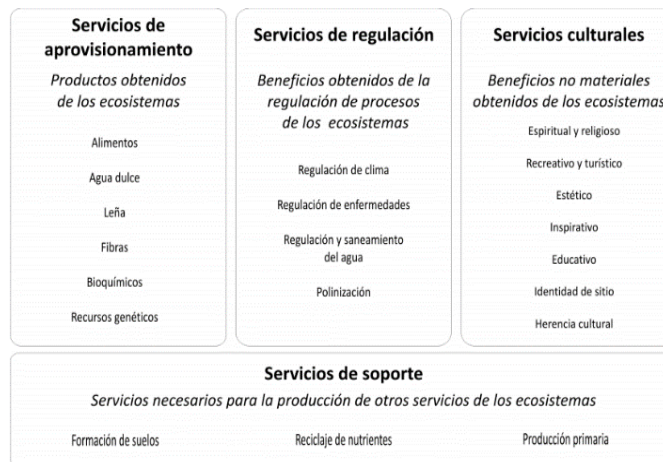 Servicios de
aprovisionamiento
Productos obtenidos
de los ecosistemas
Alimentos
Agua dulce
Leña
Fibras
Bioquímicos
Recursos genéticos
Servicios de regulación
Beneficios obtenidos de la
regulación de procesos
de los ecosistemas
Regulación de clima
Regulación de enfermedades
Regulación y saneamiento
del agua
Polinización
Servicios culturales
Beneficios no materiales
obtenidos de los ecosistemas
Espiritual y religioso
Recreativo y turístico
Estético
Inspirativo
Educativo
Identidad de sitio
Herencia cultural
Servicios de soporte
Servicios necesarios para la producción de otros servicios de los ecosistemas
Formación de suelos
Reciclaje de nutrientes
Producción primaria